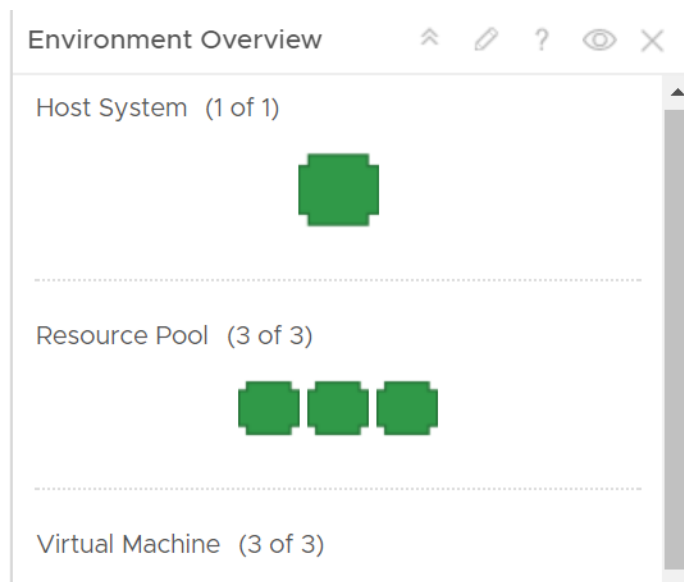 Environment Overview
Host System (1 of 1)
Resource Pool (3 of 3)
Virtual Machine (3 of 3)